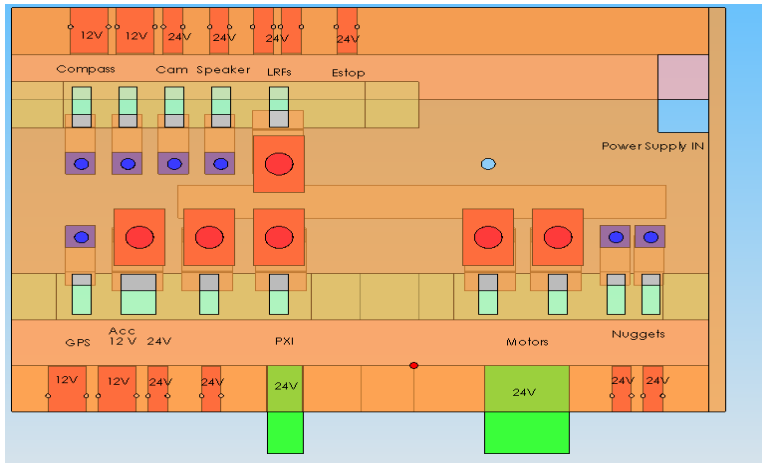 12V 12V 24V 24V 24V 24V
Compass Cam Speaker LRFs Estop
Power Supply IN
GPS Acc 12 V 24V PXI Motors Nuggets
12V 12V 24V 24V 24V 24V 24V 24V